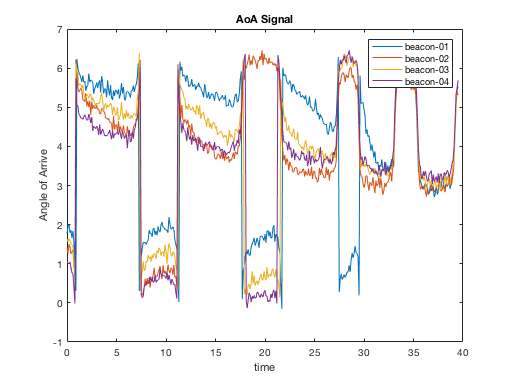 AoA Signal
7
6
5
4
3
2
1
0
-1
Angle of Arrive
beacon-01
beacon-02
beacon-03
beacon-04
0 5 10 15 20 25 30 35 40
time